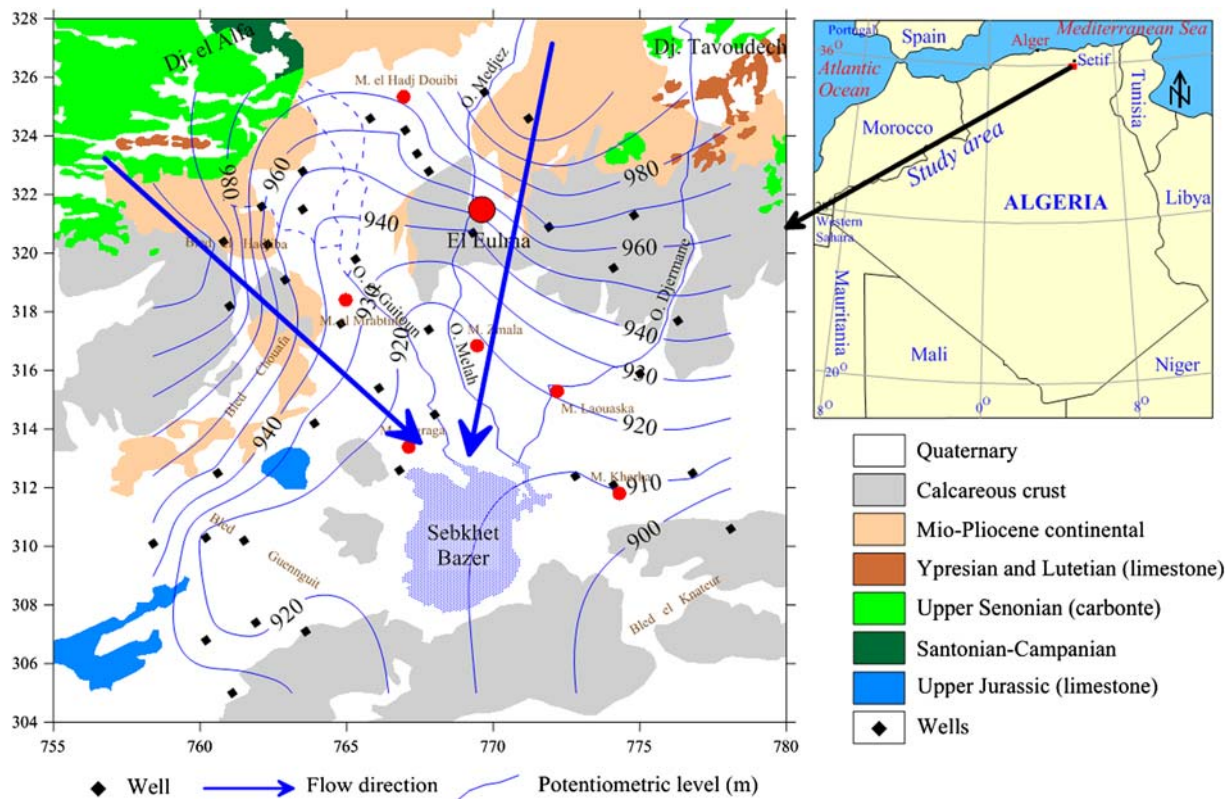 328
326
324
322
320
318
316
314
312
310
308
306
304
755
760
765
770
775
780
Dj. el Alfa
M. el Hadj Douibi
O. Medjez
Dj. Tavoudech
980
960
940
930
920
940
920
980
960
940
930
920
910
900
El Eulma
O. Djermane
O. el Guitoun
M. el Mrabtine
M. Zmala
O. Melah
Bled Chouafa
M. Laouaska
M. Kharba
Sebkhet
Bazer
Bled Guennguit
Bled el Knateur
Well
Flow direction
Potentiometric level (m)
Portugal
Spain
Mediterranean Sea
Alger
Setif
36°
Atlantic
Ocean
Tunisia
N
Morocco
Study area
ALGERIA
Libya
Western
Sahara
Mauritania
Mali
Niger
20°
8°
0°
8°
Quaternary
Calcareous crust
Mio-Pliocene continental
Ypresian and Lutetian (limestone)
Upper Senonian (carbonte)
Santonian-Campanian
Upper Jurassic (limestone)
Wells